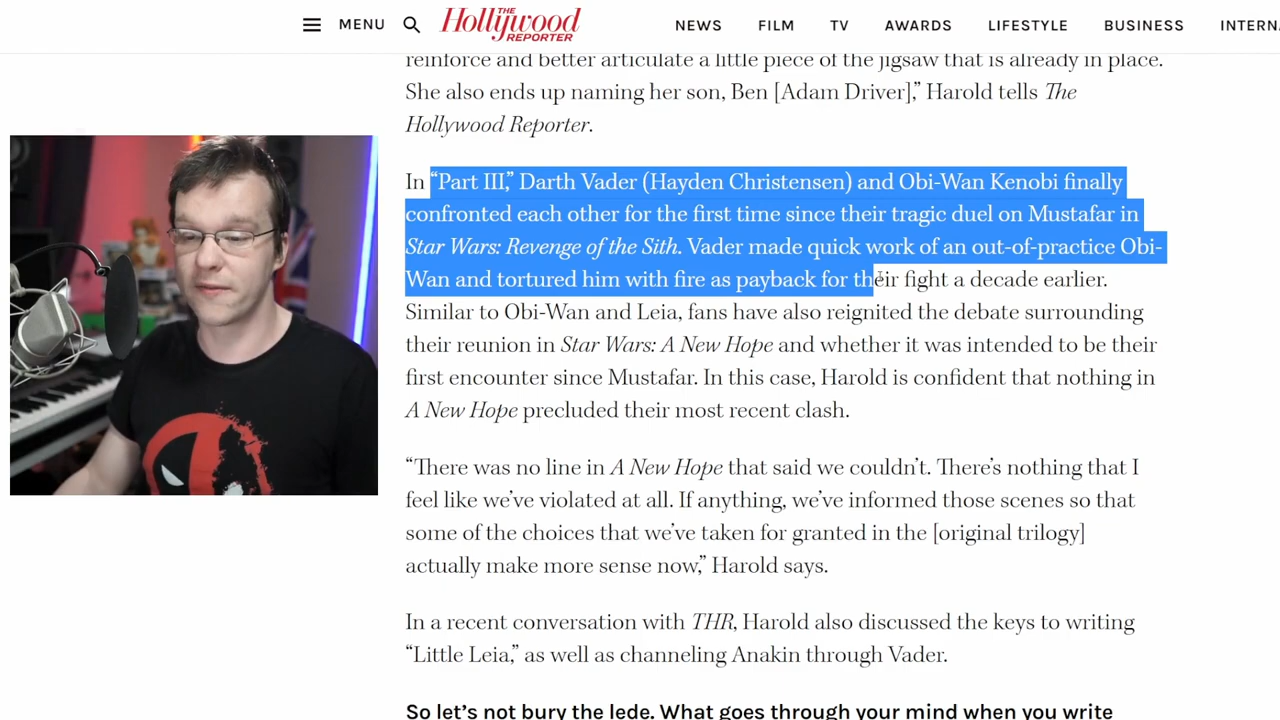 MENU
THE
Hollywood
REPORTER
NEWS
FILM
TV
AWARDS
LIFESTYLE
BUSINESS
INTERN
reinforce and better articulate a little piece of the jigsaw that is already in place.
She also ends up naming her son, Ben [Adam Driver],” Harold tells The
Hollywood Reporter.
In “Part III,” Darth Vader (Hayden Christensen) and Obi-Wan Kenobi finally
confronted each other for the first time since their tragic duel on Mustafar in
Star Wars: Revenge of the Sith. Vader made quick work of an out-of-practice Obi-
Wan and tortured him with fire as payback for their fight a decade earlier.
Similar to Obi-Wan and Leia, fans have also reignited the debate surrounding
their reunion in Star Wars: A New Hope and whether it was intended to be their
first encounter since Mustafar. In this case, Harold is confident that nothing in
A New Hope precluded their most recent clash.
“There was no line in A New Hope that said we couldn’t. There’s nothing that I
feel like we’ve violated at all. If anything, we’ve informed those scenes so that
some of the choices that we’ve taken for granted in the [original trilogy]
actually make more sense now,” Harold says.
In a recent conversation with THR, Harold also discussed the keys to writing
“Little Leia,” as well as channeling Anakin through Vader.
So let’s not bury the lede. What goes through your mind when you write